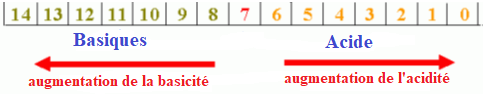 14 13 12 11 10 9 8 7 6 5 4 3 2 1 0
Basiques Acide
augmentation de la basicité augmentation de l'acidité